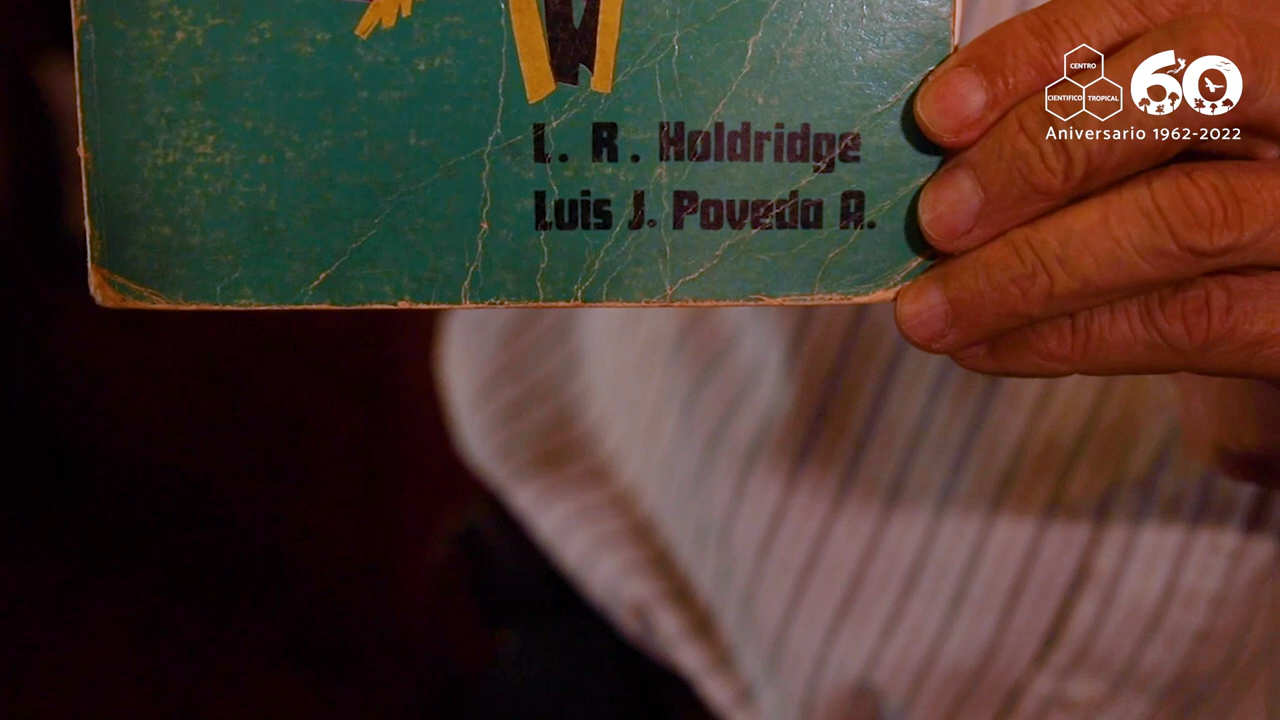 L. R. Holdridge
Luis J. Poveda A.
CENTRO
CIENTIFICO TROPICAL
60
Aniversario 1962-2022